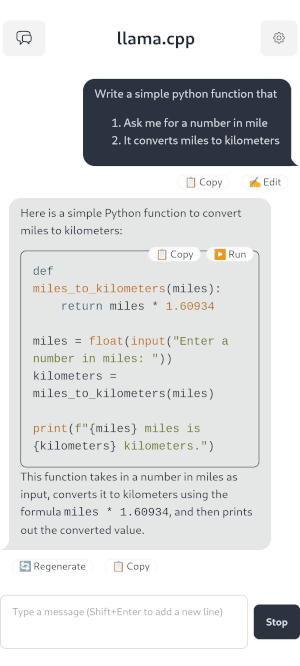 llama.cpp
Write a simple python function that
1. Ask me for a number in mile
2. It converts miles to kilometers
📋 Copy ✍️ Edit
Here is a simple Python function to convert
miles to kilometers:
📋 Copy ▶️ Run
def
miles_to_kilometers(miles):
    return miles * 1.60934
miles = float(input("Enter a
number in miles: "))
kilometers =
miles_to_kilometers(miles)
print(f"{miles} miles is
{kilometers} kilometers.")
This function takes in a number in miles as
input, converts it to kilometers using the
formula miles * 1.60934, and then prints
out the converted value.
🔄 Regenerate 📋 Copy
Type a message (Shift+Enter to add a new line)
Stop